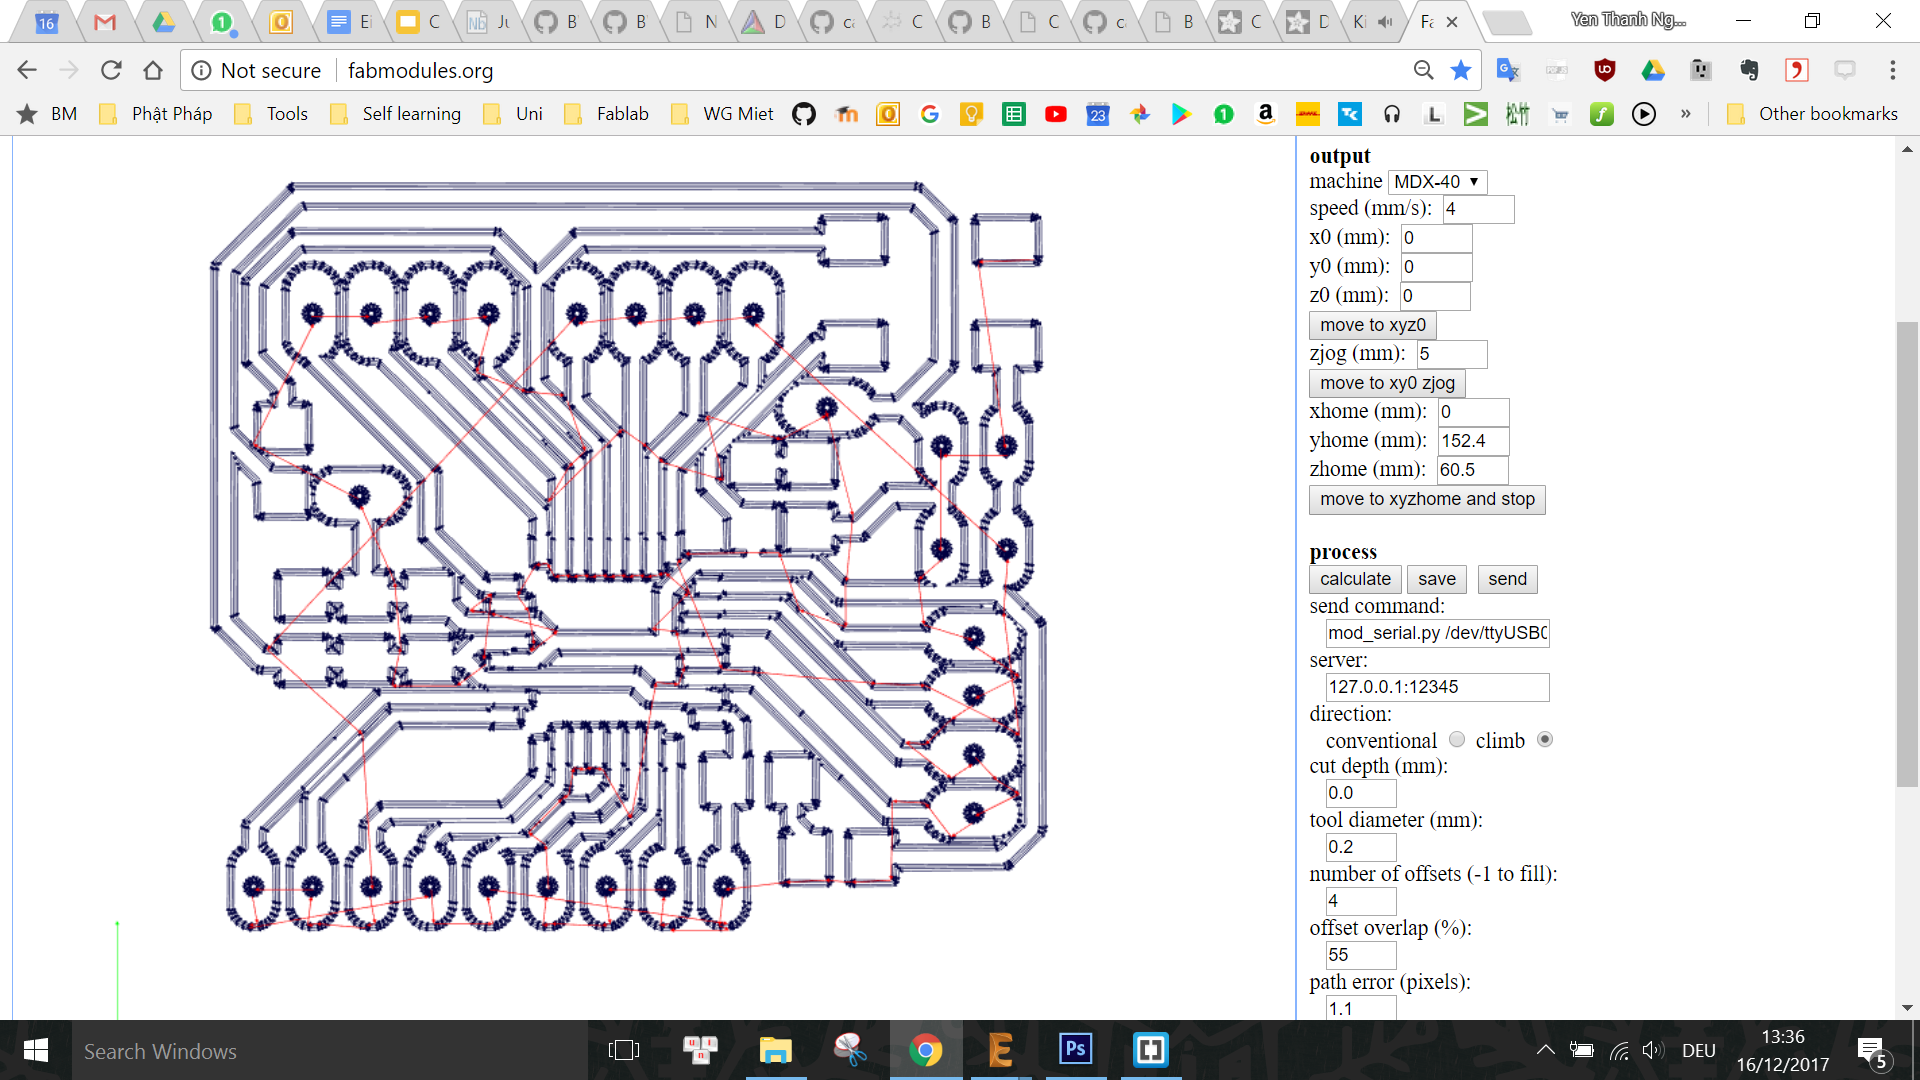 16
1
Ei
C
Ju
B
B
N
D
ca
C
B
C
c
B
C
D
Ki
Fa
Yen Thanh Ng...
Not secure
fabmodules.org
BM
Phật Pháp
Tools
Self learning
Uni
Fablab
WG Miet
23
1
L
»
Other bookmarks
output
machine MDX-40
speed (mm/s): 4
x0 (mm): 0
y0 (mm): 0
z0 (mm): 0
move to xyz0
zjog (mm): 5
move to xy0 zjog
xhome (mm): 0
yhome (mm): 152.4
zhome (mm): 60.5
move to xyzhome and stop
process
calculate save send
send command:
mod_serial.py /dev/ttyUSB0
server:
127.0.0.1:12345
direction:
conventional climb
cut depth (mm):
0.0
tool diameter (mm):
0.2
number of offsets (-1 to fill):
4
offset overlap (%):
55
path error (pixels):
1.1
Search Windows
Ps
DEU
13:36
16/12/2017
5